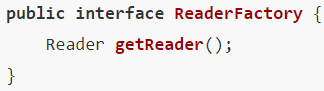 public interface ReaderFactory {
    Reader getReader();
}